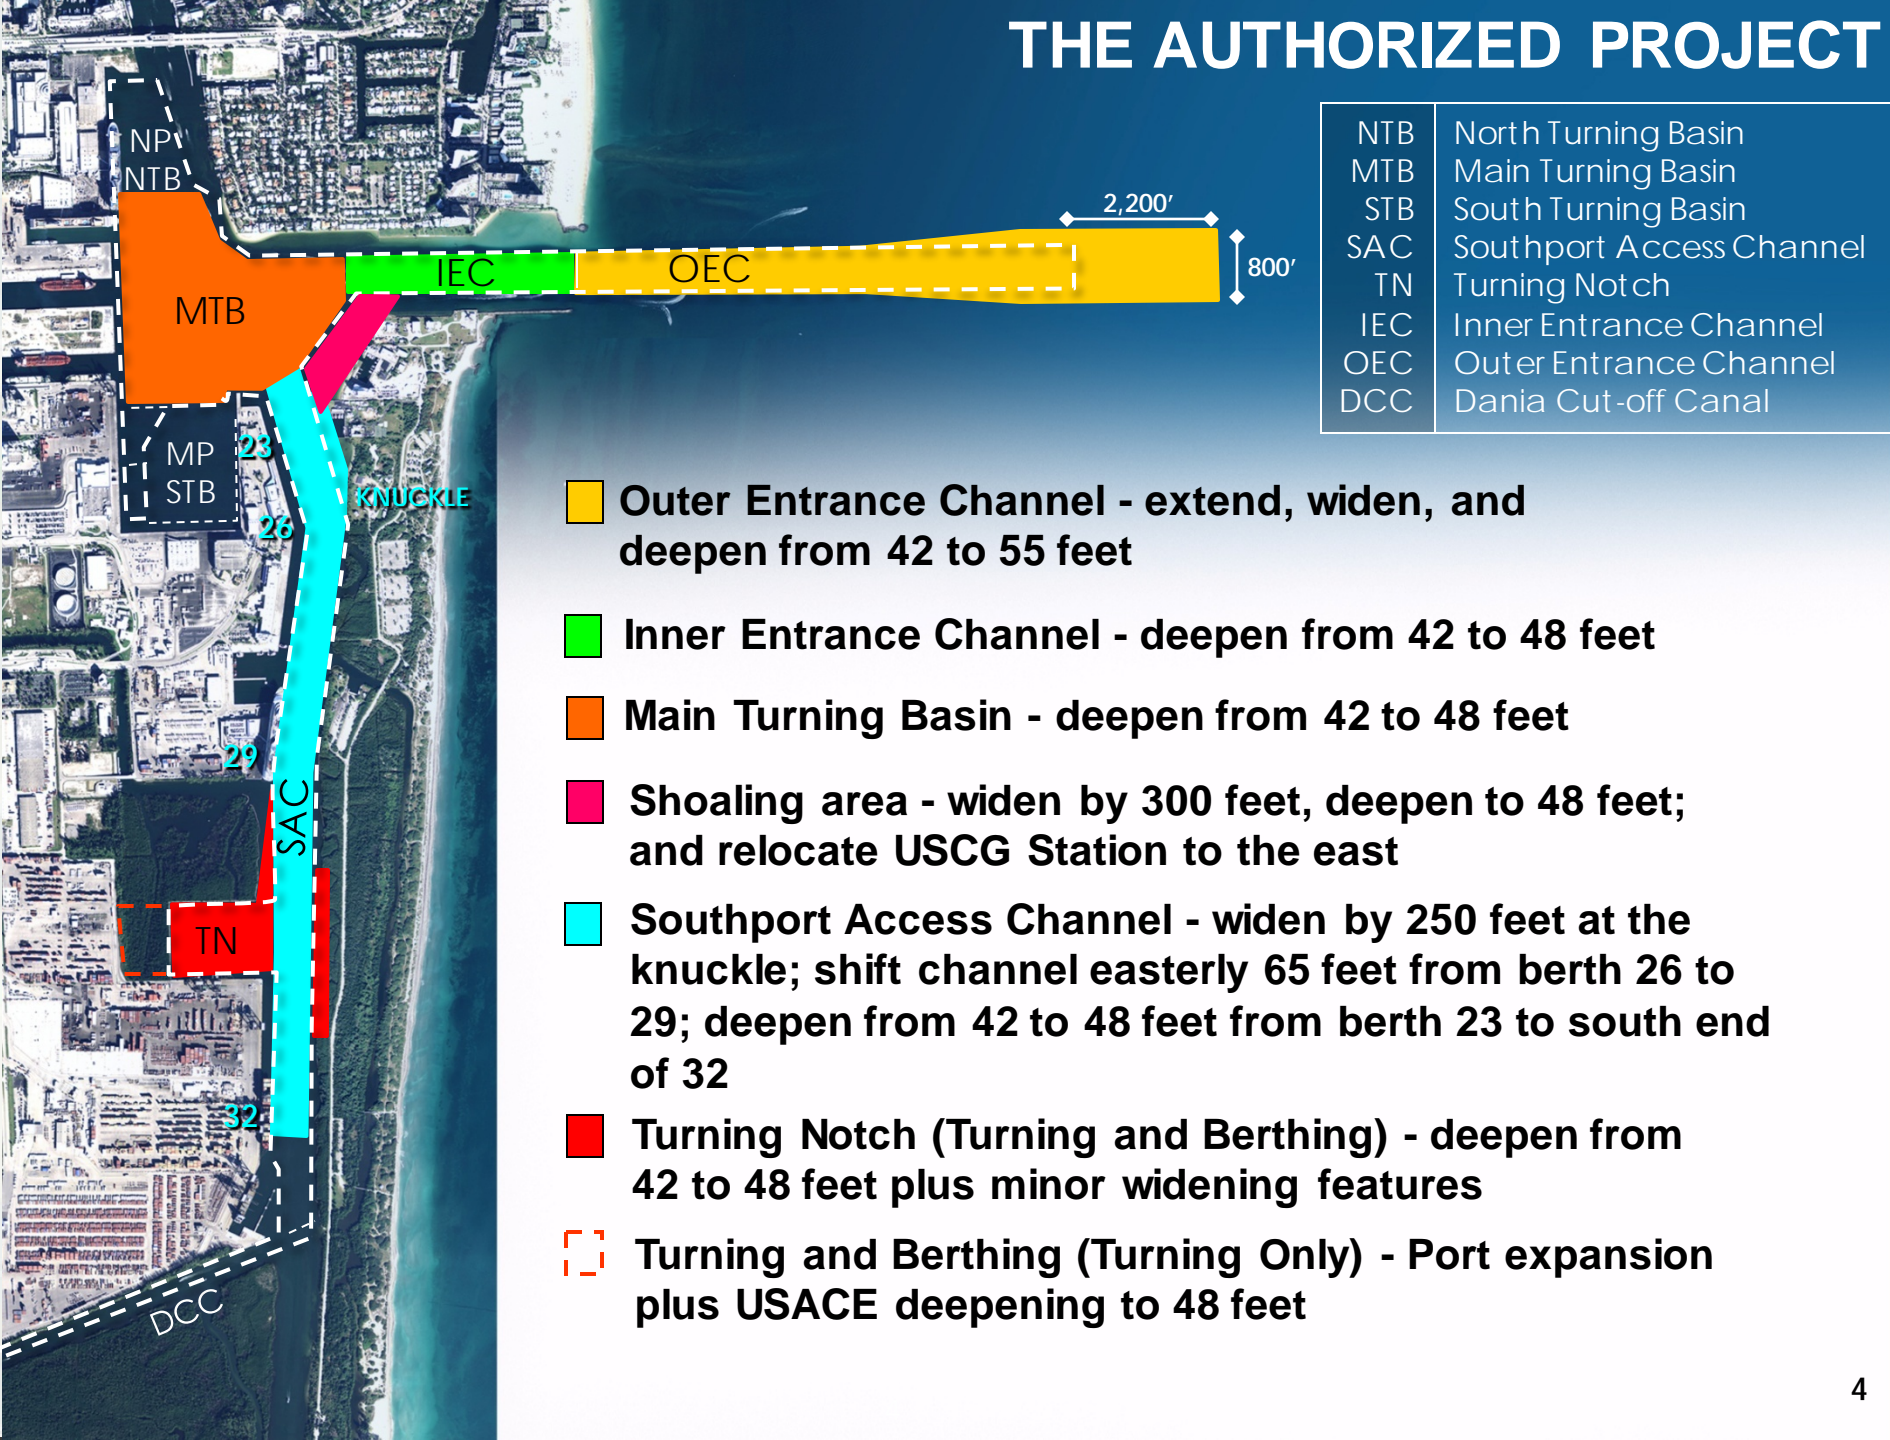 THE AUTHORIZED PROJECT
NTB North Turning Basin
MTB Main Turning Basin
STB South Turning Basin
SAC Southport Access Channel
TN Turning Notch
IEC Inner Entrance Channel
OEC Outer Entrance Channel
DCC Dania Cut-off Canal
NP
NTB
2,200’
800’
IEC
OEC
MTB
MP
STB
23
KNUCKLE
26
29
SAC
TN
32
DCC
Outer Entrance Channel - extend, widen, and
deepen from 42 to 55 feet
Inner Entrance Channel - deepen from 42 to 48 feet
Main Turning Basin - deepen from 42 to 48 feet
Shoaling area - widen by 300 feet, deepen to 48 feet;
and relocate USCG Station to the east
Southport Access Channel - widen by 250 feet at the
knuckle; shift channel easterly 65 feet from berth 26 to
29; deepen from 42 to 48 feet from berth 23 to south end
of 32
Turning Notch (Turning and Berthing) - deepen from
42 to 48 feet plus minor widening features
Turning and Berthing (Turning Only) - Port expansion
plus USACE deepening to 48 feet
4